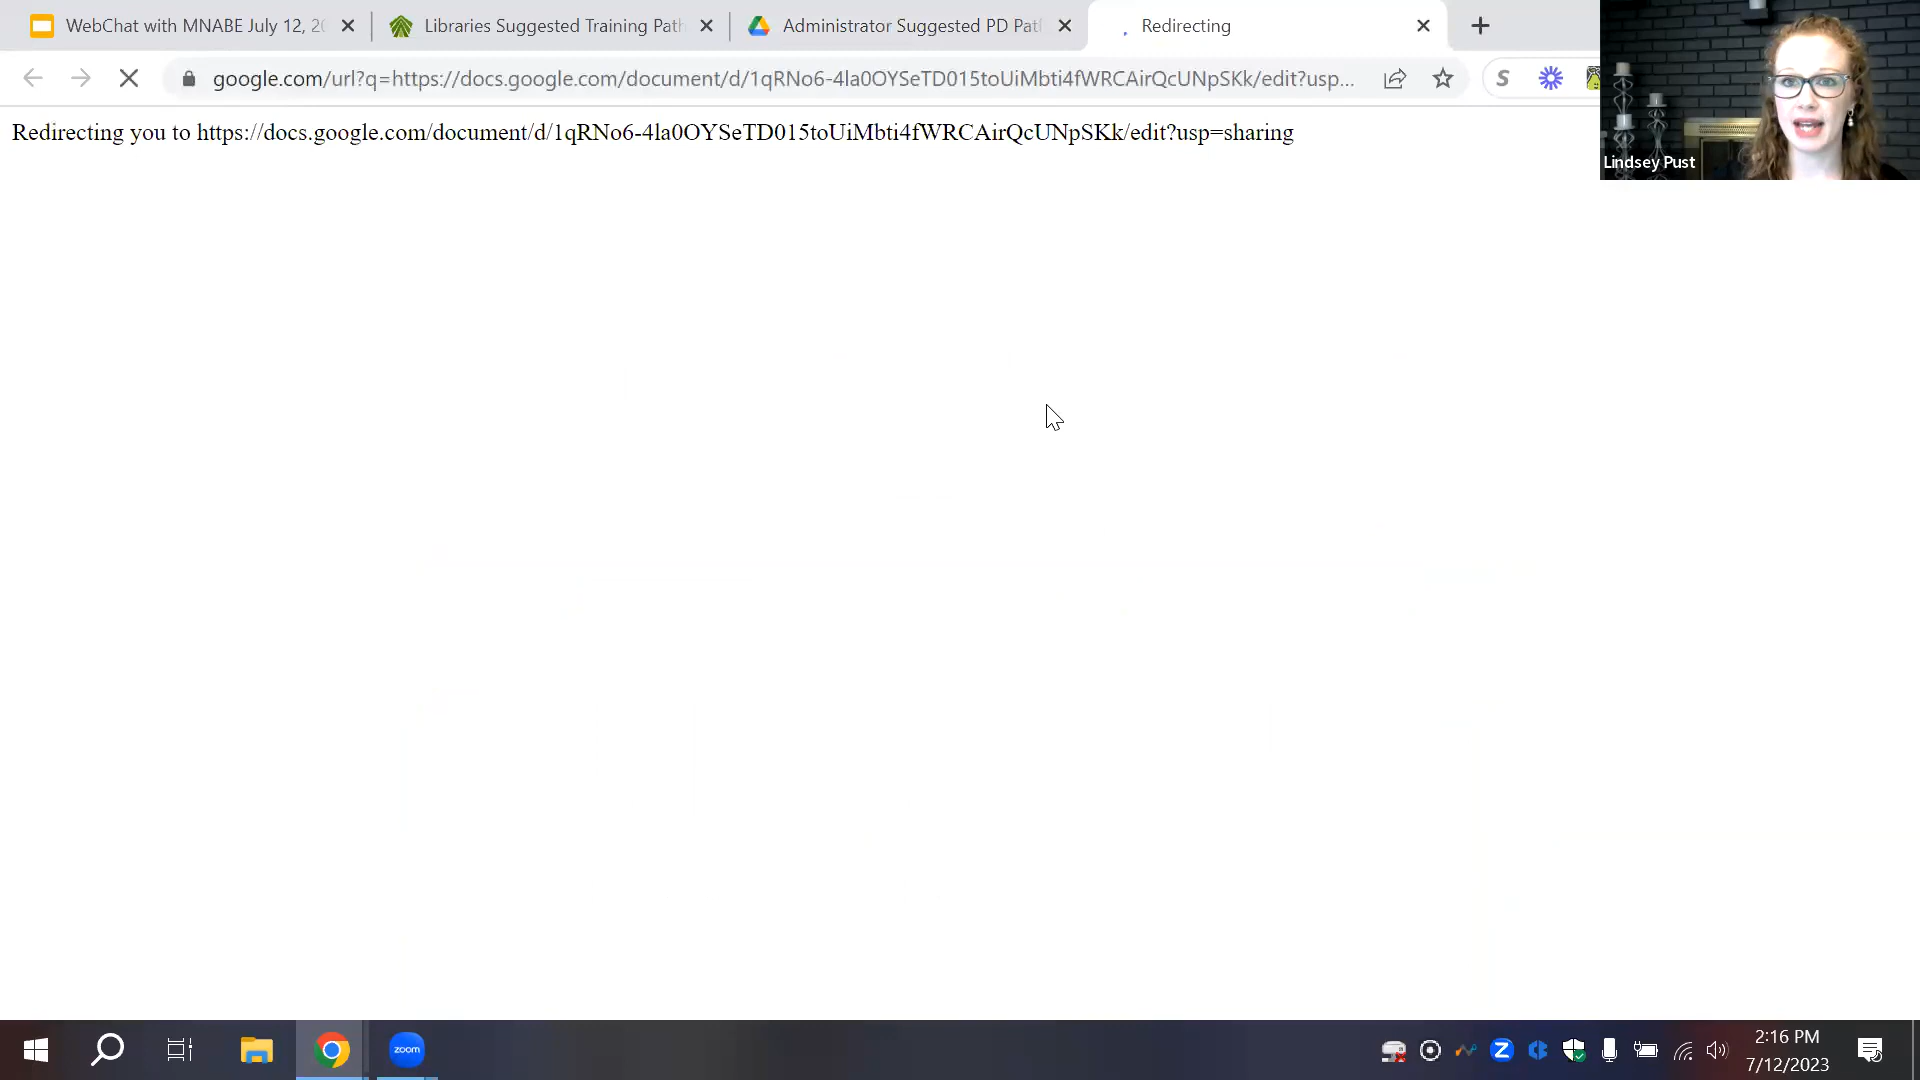 WebChat with MNABE July 12, 20
Libraries Suggested Training Path
Administrator Suggested PD Pat
Redirecting
google.com/url?q=https://docs.google.com/document/d/1qRNo6-4la0OYSeTD015toUiMbti4fWRCAirQcUNpSKk/edit?usp...
Redirecting you to https://docs.google.com/document/d/1qRNo6-4la0OYSeTD015toUiMbti4fWRCAirQcUNpSKk/edit?usp=sharing
Lindsey Pust
zoom
2:16 PM
7/12/2023